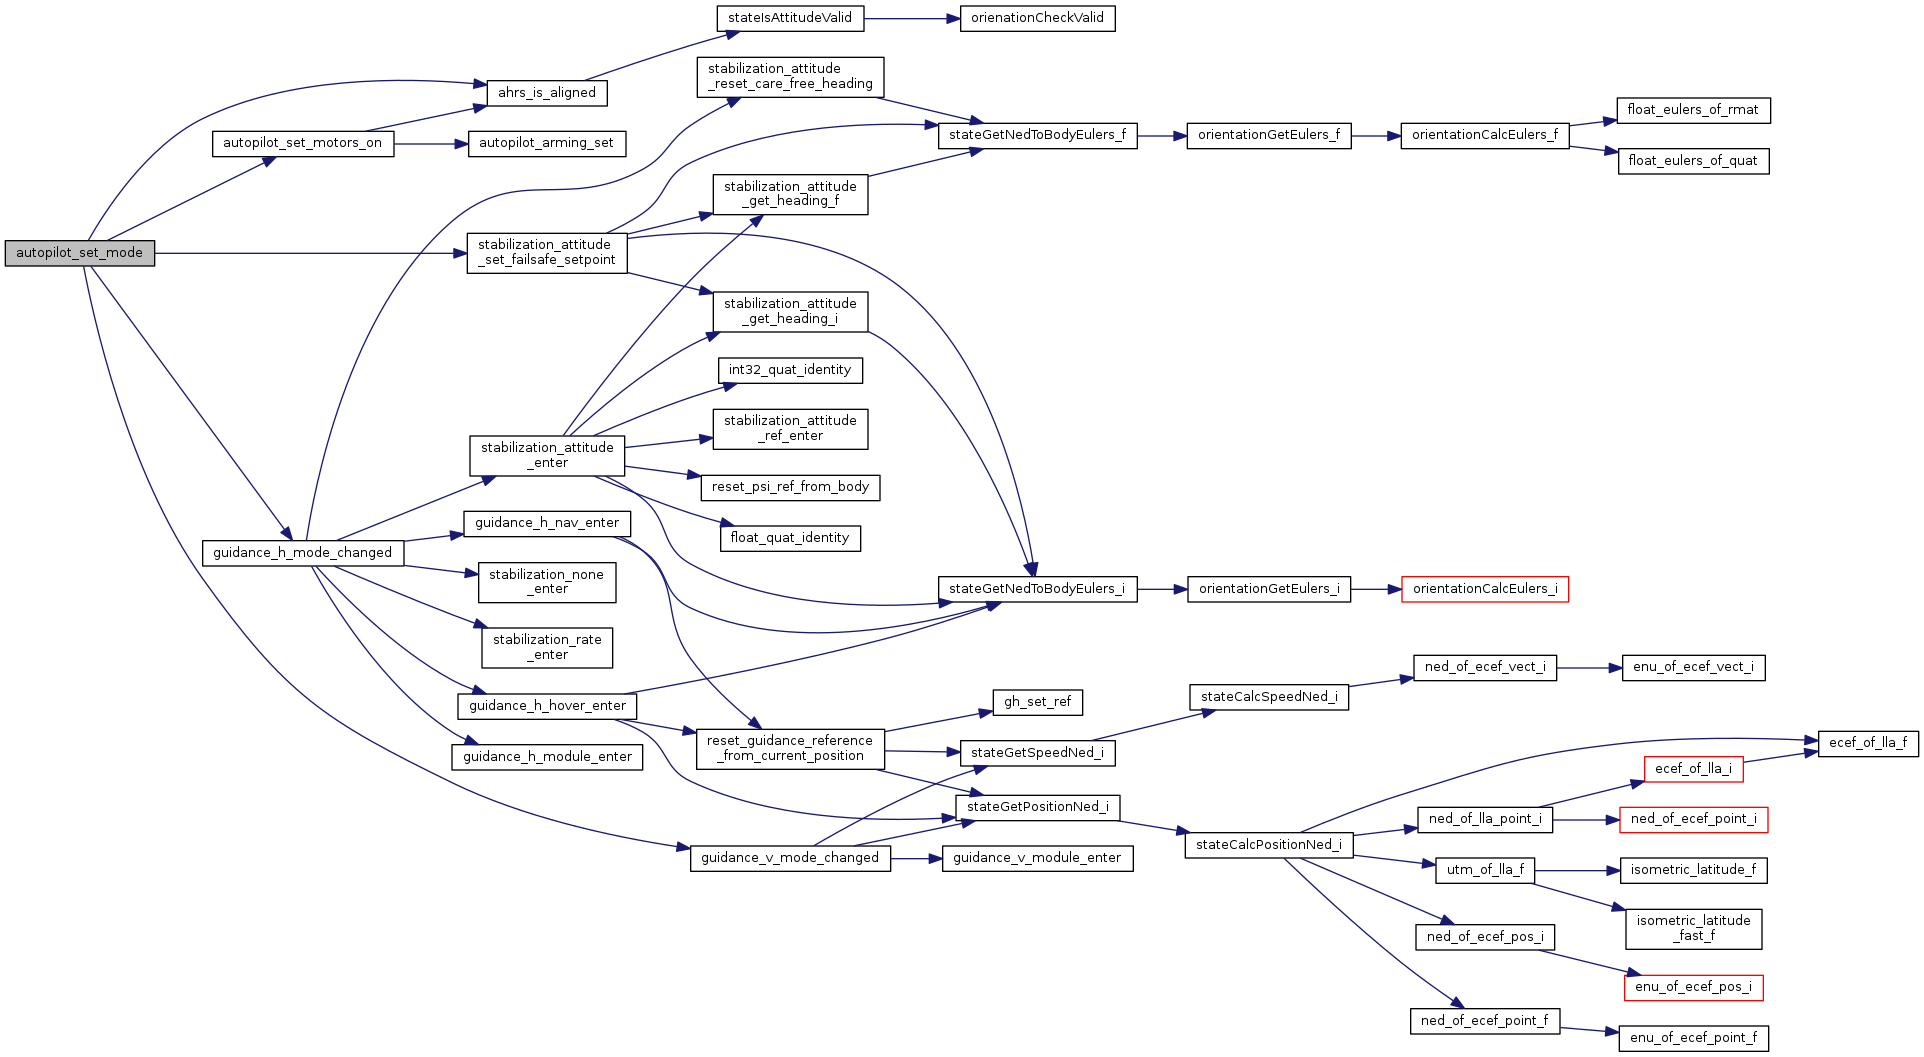 autopilot_set_mode
ahrs_is_aligned
stateIsAttitudeValid
orienationCheckValid
autopilot_set_motors_on
autopilot_arming_set
stabilization_attitude
_reset_care_free_heading
stateGetNedToBodyEulers_f
orientationGetEulers_f
orientationCalcEulers_f
float_eulers_of_rmat
float_eulers_of_quat
stabilization_attitude
_get_heading_f
stabilization_attitude
_set_failsafe_setpoint
stabilization_attitude
_get_heading_i
int32_quat_identity
stabilization_attitude
_ref_enter
stabilization_attitude
_enter
reset_psi_ref_from_body
float_quat_identity
guidance_h_mode_changed
guidance_h_nav_enter
stabilization_none
_enter
stabilization_rate
_enter
guidance_h_hover_enter
guidance_h_module_enter
stateGetNedToBodyEulers_i
orientationGetEulers_i
orientationCalcEulers_i
reset_guidance_reference
_from_current_position
gh_set_ref
stateGetSpeedNed_i
stateCalcSpeedNed_i
ned_of_ecef_vect_i
enu_of_ecef_vect_i
stateGetPositionNed_i
guidance_v_mode_changed
guidance_v_module_enter
stateCalcPositionNed_i
ecef_of_lla_f
ecef_of_lla_i
ned_of_lla_point_i
ned_of_ecef_point_i
utm_of_lla_f
isometric_latitude_f
isometric_latitude
_fast_f
ned_of_ecef_pos_i
enu_of_ecef_pos_i
ned_of_ecef_point_f
enu_of_ecef_point_f